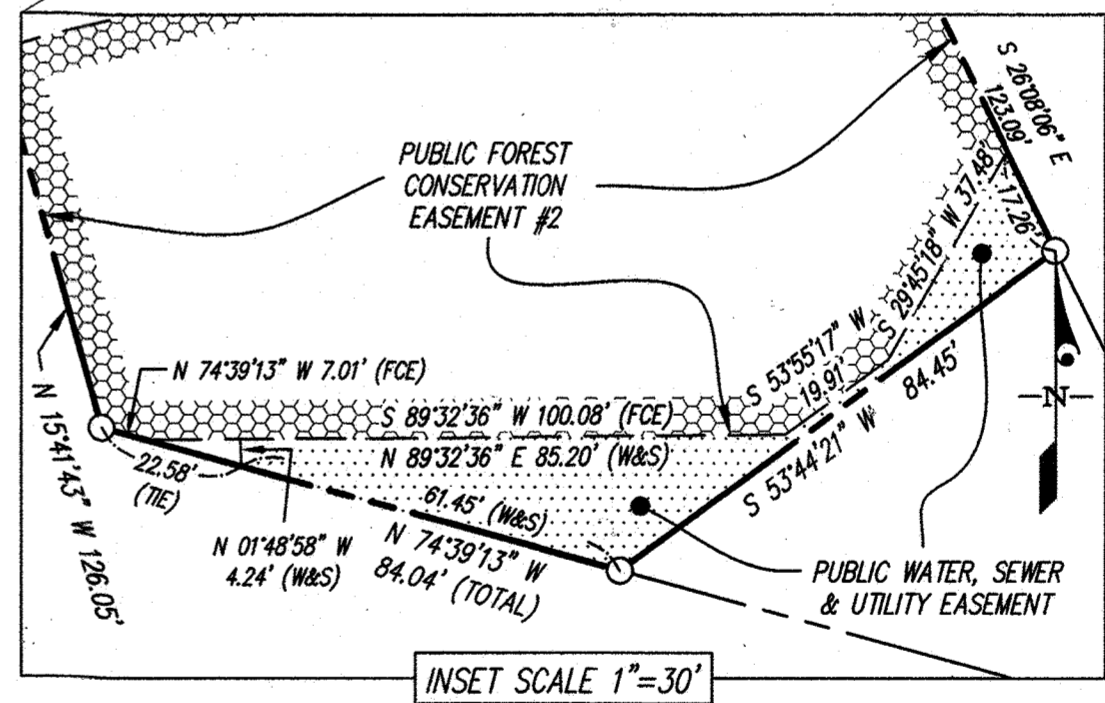 S 26°08'06" E
123.09'
17.26'
PUBLIC FOREST
CONSERVATION
EASEMENT #2
S 29°45'18" W 37.48'
S 53°55'17" W
19.91'
84.45'
S 53°44'21" W
N
N 74°39'13" W 7.01' (FCE)
S 89°32'36" W 100.08' (FCE)
N 89°32'36" E 85.20' (W&S)
N 15°41'43" W 126.05'
22.58'
(TIE)
61.45' (W&S)
N 01°48'58" W
4.24' (W&S)
N 74°39'13" W
84.04' (TOTAL)
PUBLIC WATER, SEWER
& UTILITY EASEMENT
INSET SCALE 1"=30'